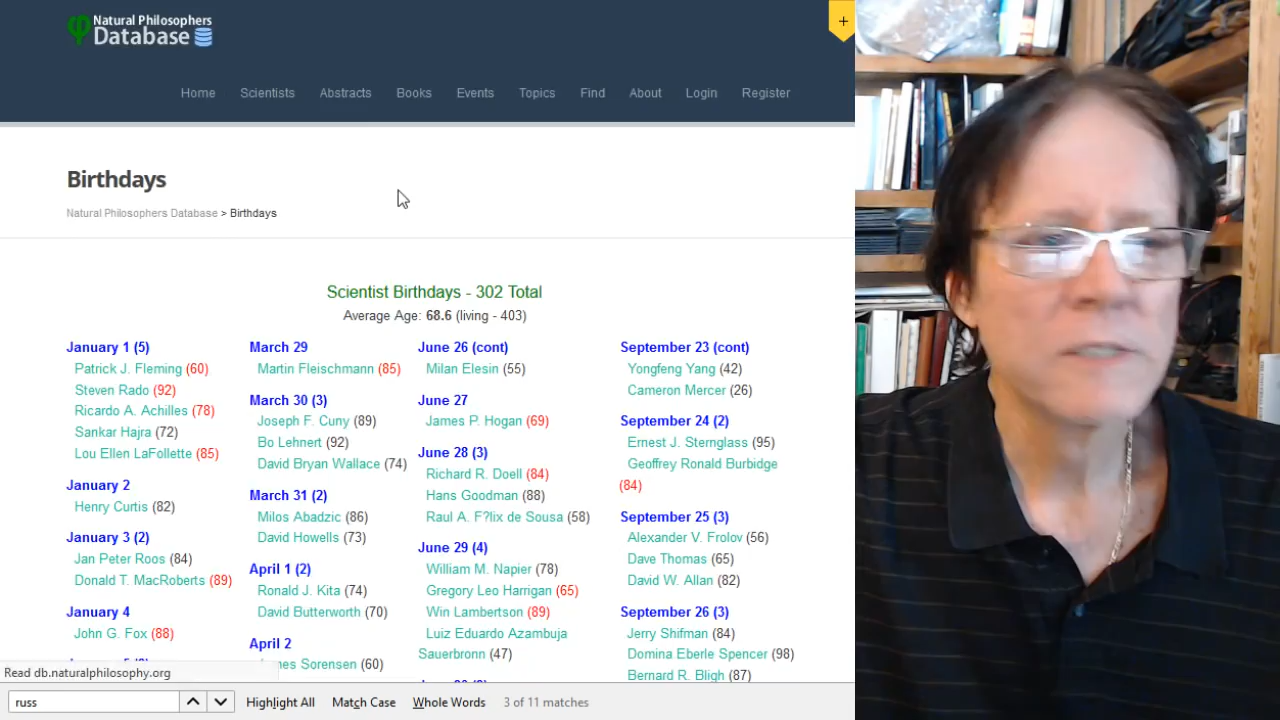 Natural Philosophers
Database
+
Home Scientists Abstracts Books Events Topics Find About Login Register
Birthdays
Natural Philosophers Database > Birthdays
Scientist Birthdays - 302 Total
Average Age: 68.6 (living - 403)
January 1 (5)
Patrick J. Fleming (60)
Steven Rado (92)
Ricardo A. Achilles (78)
Sankar Hajra (72)
Lou Ellen LaFollette (85)
January 2
Henry Curtis (82)
January 3 (2)
Jan Peter Roos (84)
Donald T. MacRoberts (89)
January 4
John G. Fox (88)
March 29
Martin Fleischmann (85)
March 30 (3)
Joseph F. Cuny (89)
Bo Lehnert (92)
David Bryan Wallace (74)
March 31 (2)
Milos Abadzic (86)
David Howells (73)
April 1 (2)
Ronald J. Kita (74)
David Butterworth (70)
April 2
Sorensen (60)
June 26 (cont)
Milan Elesin (55)
June 27
James P. Hogan (69)
June 28 (3)
Richard R. Doell (84)
Hans Goodman (88)
Raul A. F?lix de Sousa (58)
June 29 (4)
William M. Napier (78)
Gregory Leo Harrigan (65)
Win Lambertson (89)
Luiz Eduardo Azambuja
Sauerbronn (47)
September 23 (cont)
Yongfeng Yang (42)
Cameron Mercer (26)
September 24 (2)
Ernest J. Sternglass (95)
Geoffrey Ronald Burbidge
(84)
September 25 (3)
Alexander V. Frolov (56)
Dave Thomas (65)
David W. Allan (82)
September 26 (3)
Jerry Shifman (84)
Domina Eberle Spencer (98)
Bernard R. Bligh (87)
Read db.naturalphilosophy.org
russ Highlight All Match Case Whole Words 3 of 11 matches